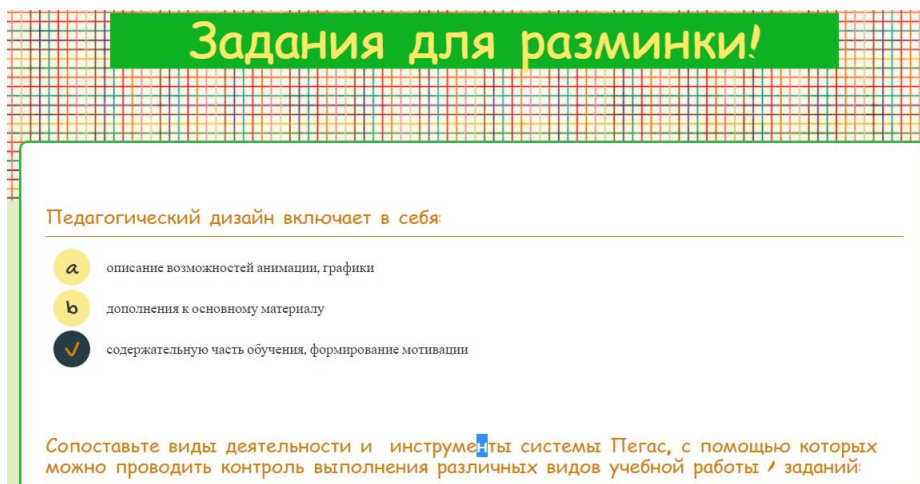 Задания для разминки!
Педагогический дизайн включает в себя:
a описание возможностей анимации, графики
b дополнения к основному материалу
содержательную часть обучения, формирование мотивации
Сопоставьте виды деятельности и инструменты системы Пегас, с помощью которых
можно проводить контроль выполнения различных видов учебной работы / заданий: